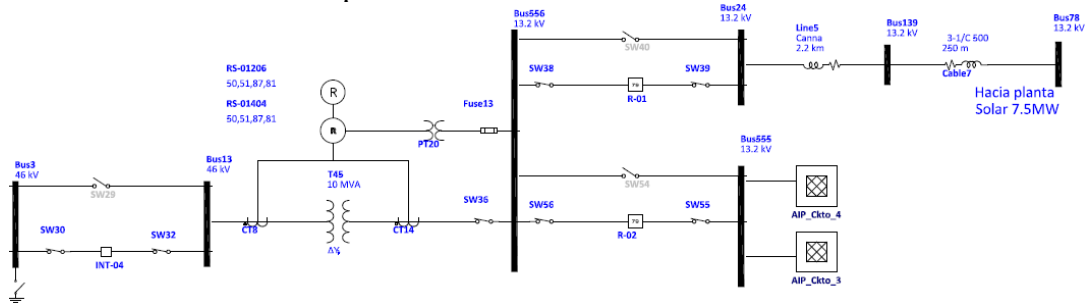 Bus556
13.2 kV
Bus24
13.2 kV
Bus78
13.2 kV
Line5
Canna
2.2 km
Bus139
13.2 kV
3-1/C 500
250 m
Cable7
SW40
SW38
SW39
R-01
79
Hacia planta
Solar 7.5MW
RS-01206
50,51,87,81
R
RS-01404
50,51,87,81
R
Fuse13
PT20
Bus3
46 kV
Bus13
46 kV
T45
10 MVA
Bus555
13.2 kV
SW29
SW54
SW36
SW56
SW55
R-02
79
CT8
CT14
SW30
SW32
INT-04
AIP_Ckto_4
AIP_Ckto_3